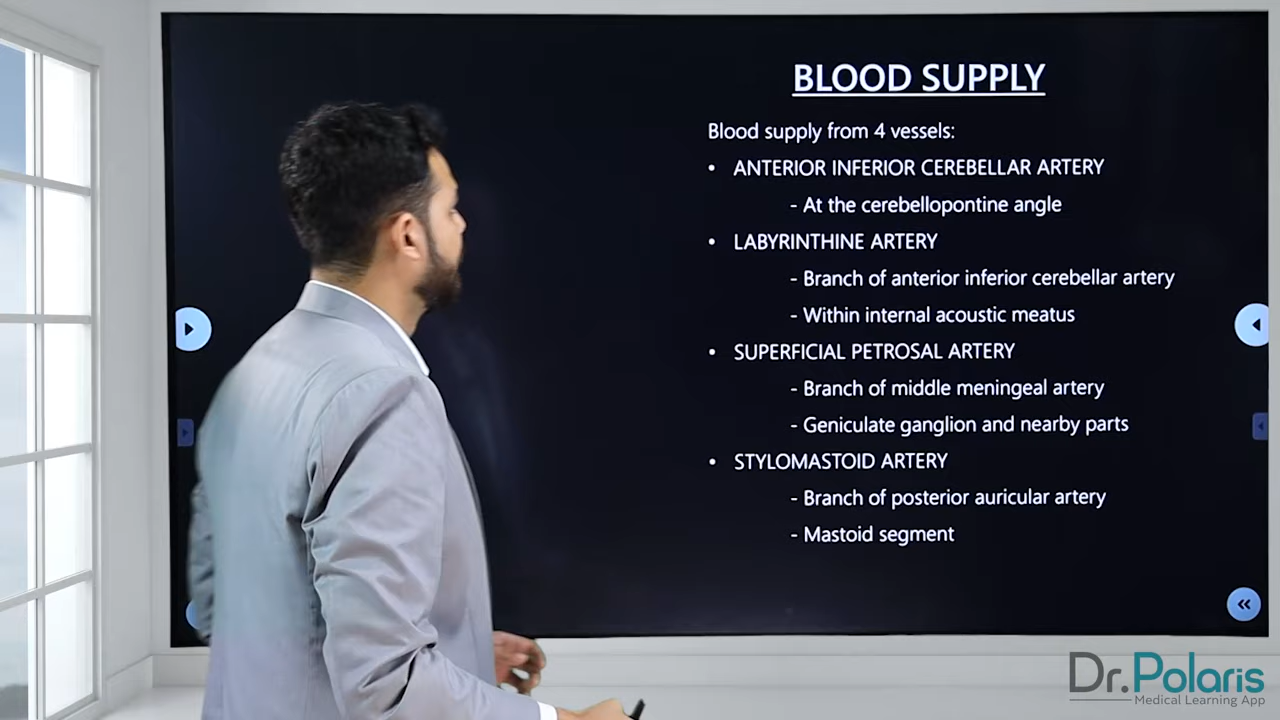 BLOOD SUPPLY
Blood supply from 4 vessels:
• ANTERIOR INFERIOR CEREBELLAR ARTERY
- At the cerebellopontine angle
• LABYRINTHINE ARTERY
- Branch of anterior inferior cerebellar artery
- Within internal acoustic meatus
• SUPERFICIAL PETROSAL ARTERY
- Branch of middle meningeal artery
- Geniculate ganglion and nearby parts
• STYLOMASTOID ARTERY
- Branch of posterior auricular artery
- Mastoid segment
Dr.Polaris
Medical Learning App